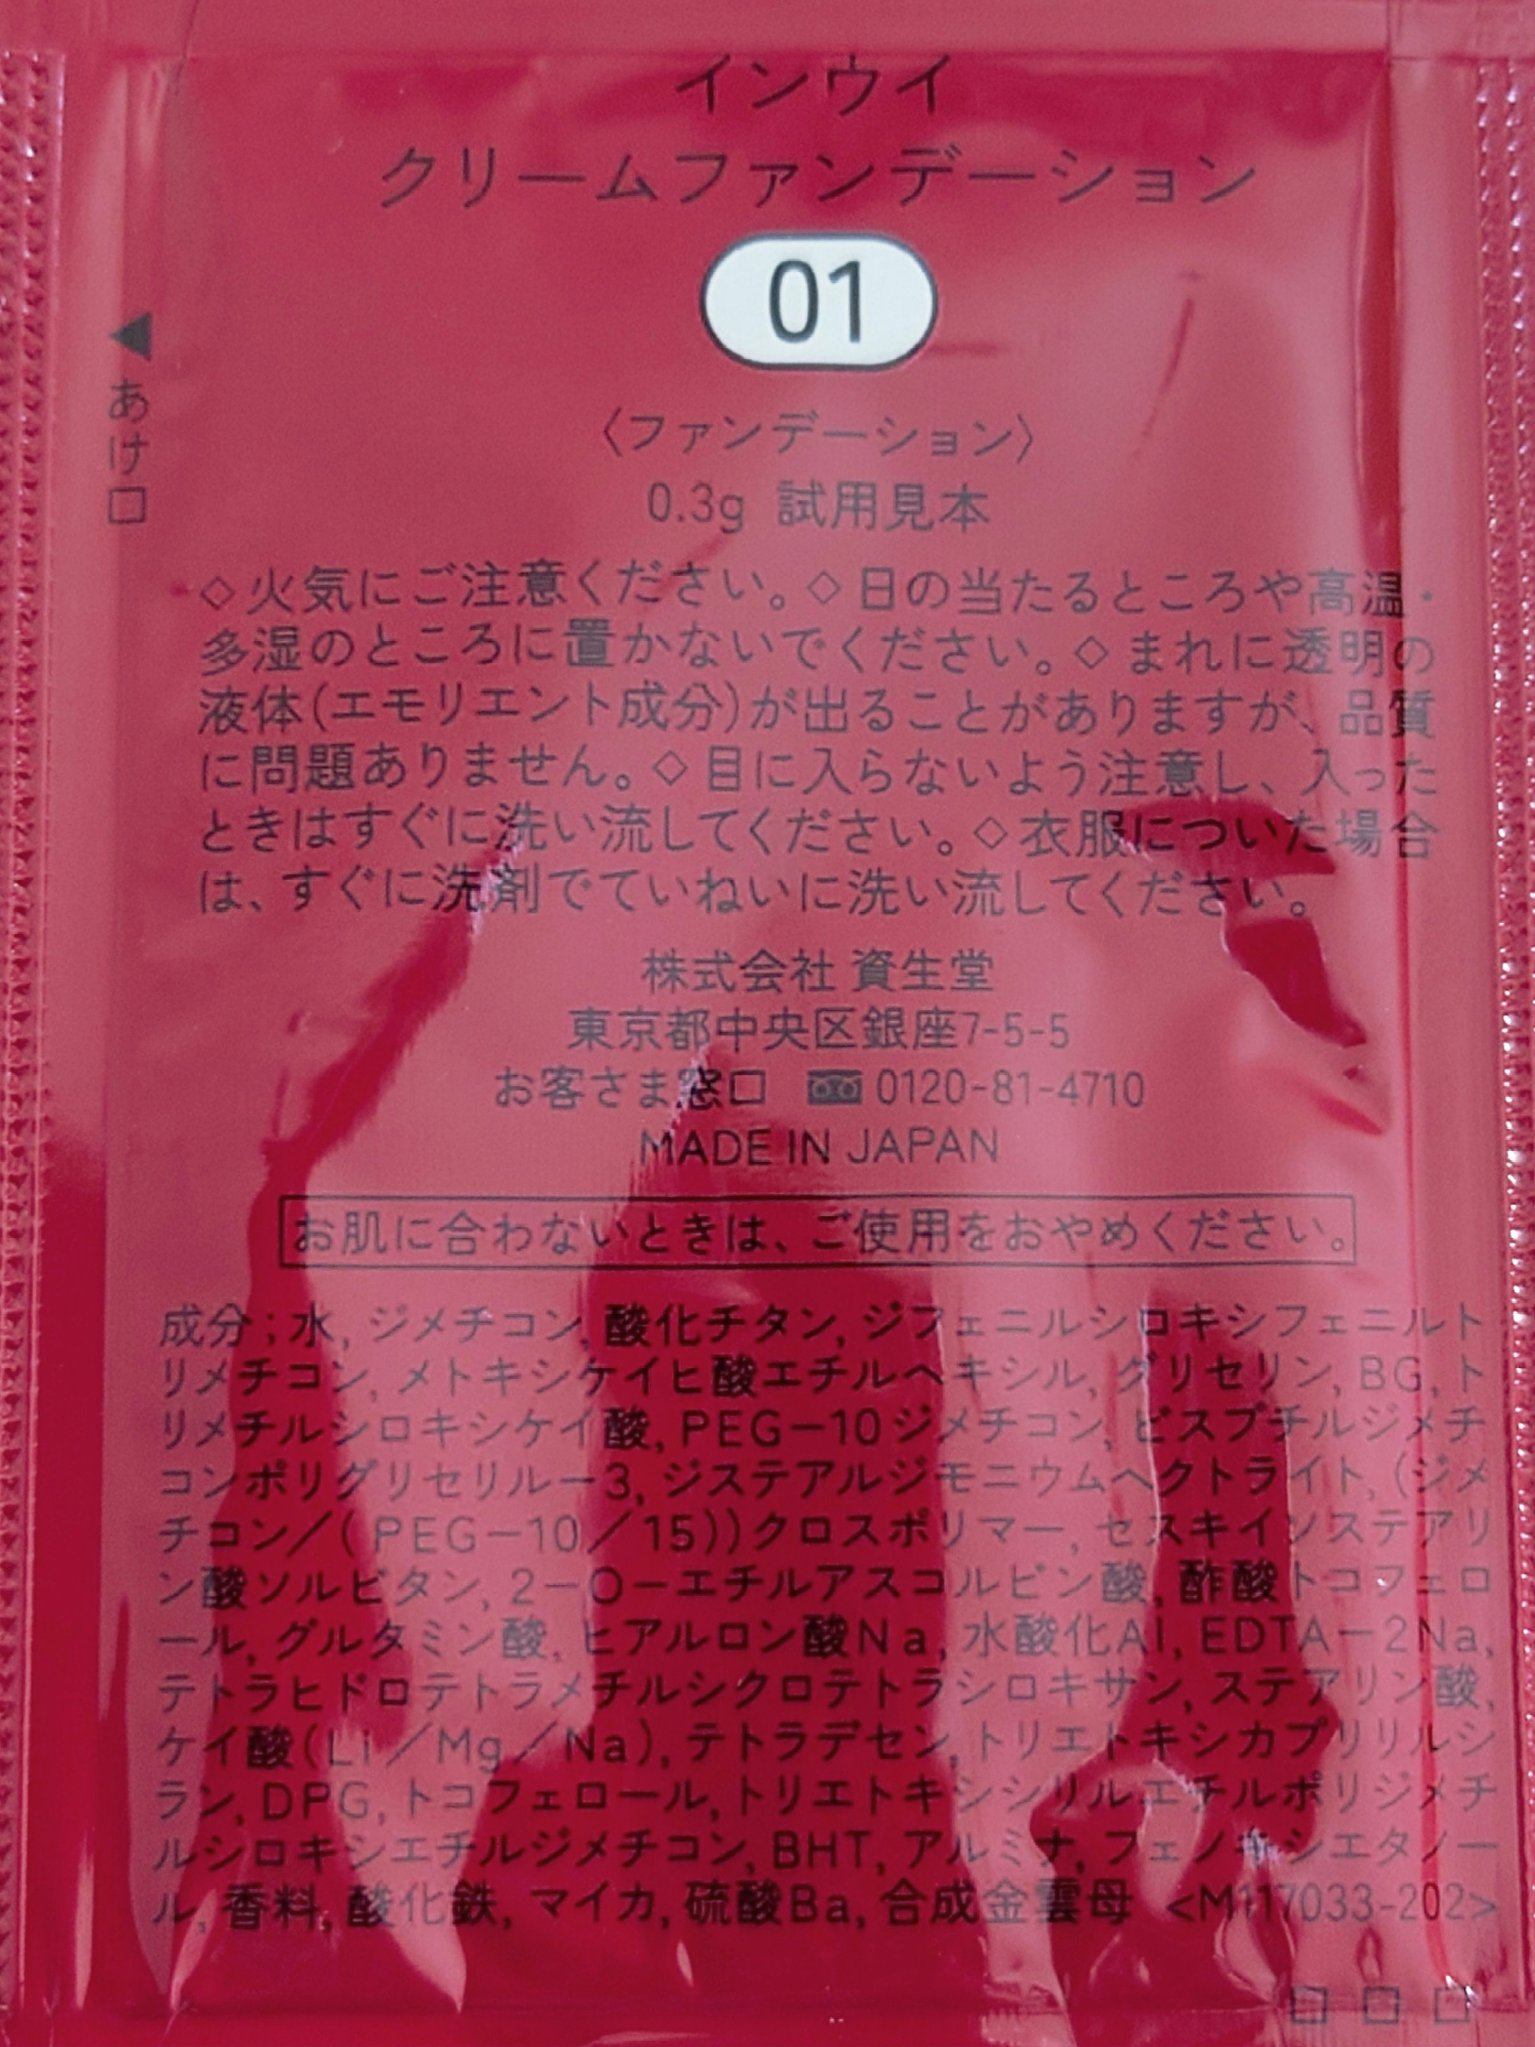 インウイ
クリームファンデーション
01
◀あけ口
〈ファンデーション〉
0.3g 試用見本
◇火気にご注意ください。◇日の当たるところや高温・
多湿のところに置かないでください。◇まれに透明の
液体(エモリエント成分)が出ることがありますが、品質
に問題ありません。◇目に入らないよう注意し、入った
ときはすぐに洗い流してください。◇衣服についた場合
は、すぐに洗剤でていねいに洗い流してください。
株式会社 資生堂
東京都中央区銀座7-5-5
お客さま窓口 0120-81-4710
MADE IN JAPAN
お肌に合わないときは、ご使用をおやめください。
成分;水, ジメチコン, 酸化チタン, ジフェニルシロキシフェニルト
リメチコン, メトキシケイヒ酸エチルヘキシル, グリセリン, BG, ト
リメチルシロキシケイ酸, PEG－10ジメチコン, ビスブチルジメチ
コンポリグリセリル－3, ジステアルジモニウムヘクトライト, (ジメ
チコン/(PEG－10/15))クロスポリマー, セスキイソステアリ
ン酸ソルビタン, 2－O－エチルアスコルビン酸, 酢酸トコフェロ
ール, グルタミン酸, ヒアルロン酸Na, 水酸化Al, EDTA－2Na,
テトラヒドロテトラメチルシクロテトラシロキサン, ステアリン酸,
ケイ酸(Li/Mg/Na), テトラデセン, トリエトキシカプリリルシ
ラン, DPG, トコフェロール, トリエトキシシリルエチルポリジメチ
ルシロキシエチルジメチコン, BHT, アルミナ, フェノキシエタノー
ル, 香料, 酸化鉄, マイカ, 硫酸Ba, 合成金雲母 <M117033-202>